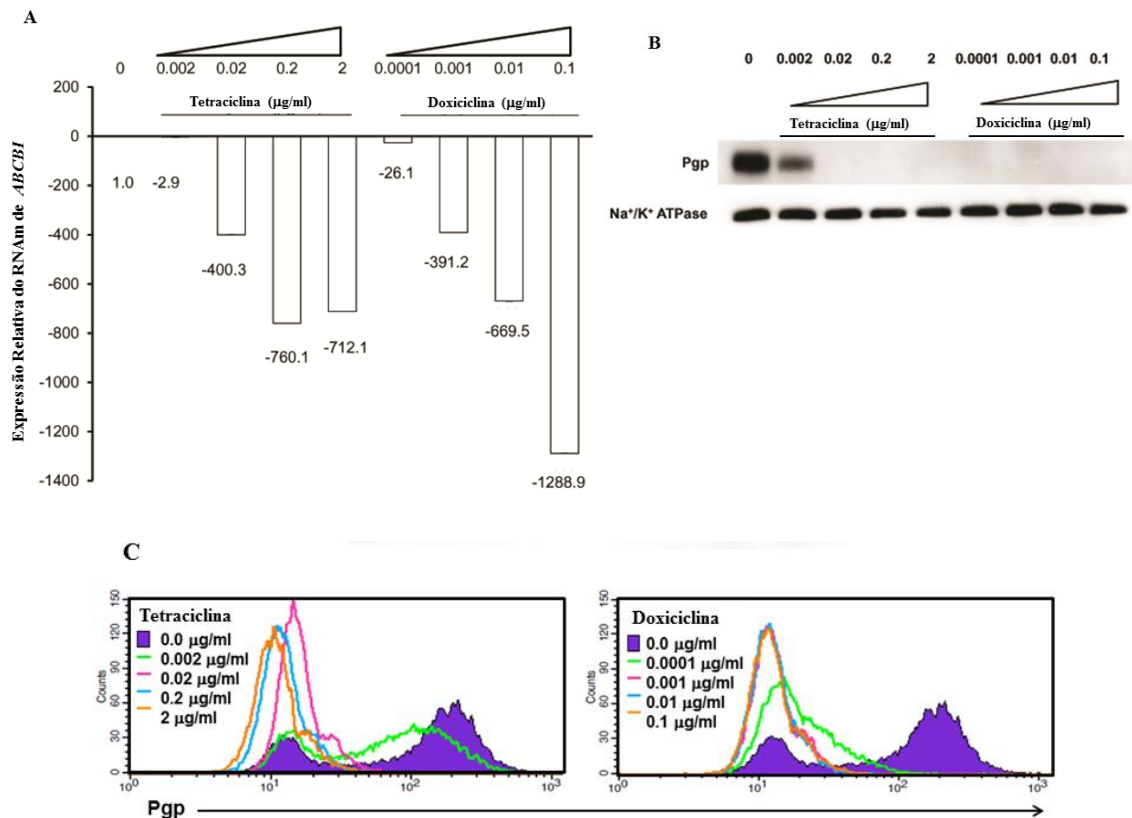 A
0 0.002 0.02 0.2 2 0.0001 0.001 0.01 0.1
Tetraciclina (µg/ml) Doxiciclina (µg/ml)
Expressão Relativa do RNAm de ABCBI
200
0
-200
-400
-600
-800
-1000
-1200
-1400
1.0 -2.9 -26.1
-400.3 -391.2
-760.1 -712.1 -669.5
-1288.9
B
0 0.002 0.02 0.2 2 0.0001 0.001 0.01 0.1
Tetraciclina (µg/ml) Doxiciclina (µg/ml)
Pgp
Na⁺/K⁺ ATPase
C
Counts
150
120
90
60
30
0
Tetraciclina
0.0 µg/ml
0.002 µg/ml
0.02 µg/ml
0.2 µg/ml
2 µg/ml
10⁰ 10¹ 10² 10³
Counts
150
120
90
60
30
0
Doxiciclina
0.0 µg/ml
0.0001 µg/ml
0.001 µg/ml
0.01 µg/ml
0.1 µg/ml
10⁰ 10¹ 10² 10³
Pgp